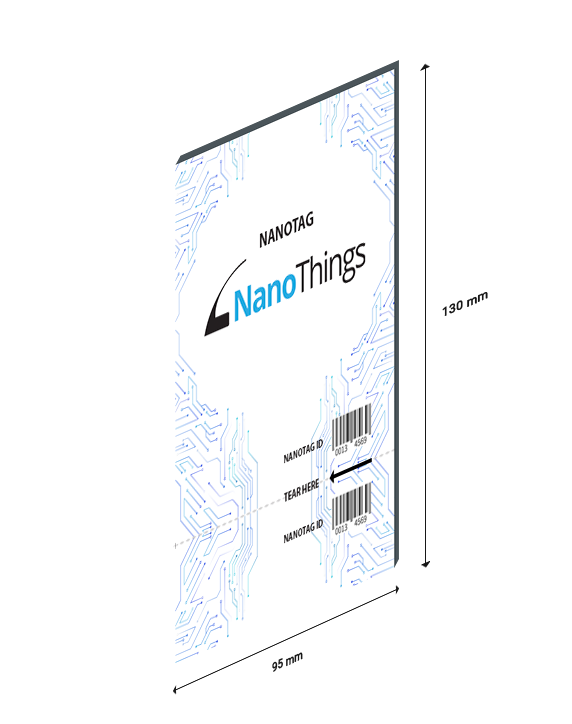 NANOTAG
NanoThings
130 mm
NANOTAG ID
0013 4569
TEAR HERE
NANOTAG ID
0013 4569
95 mm